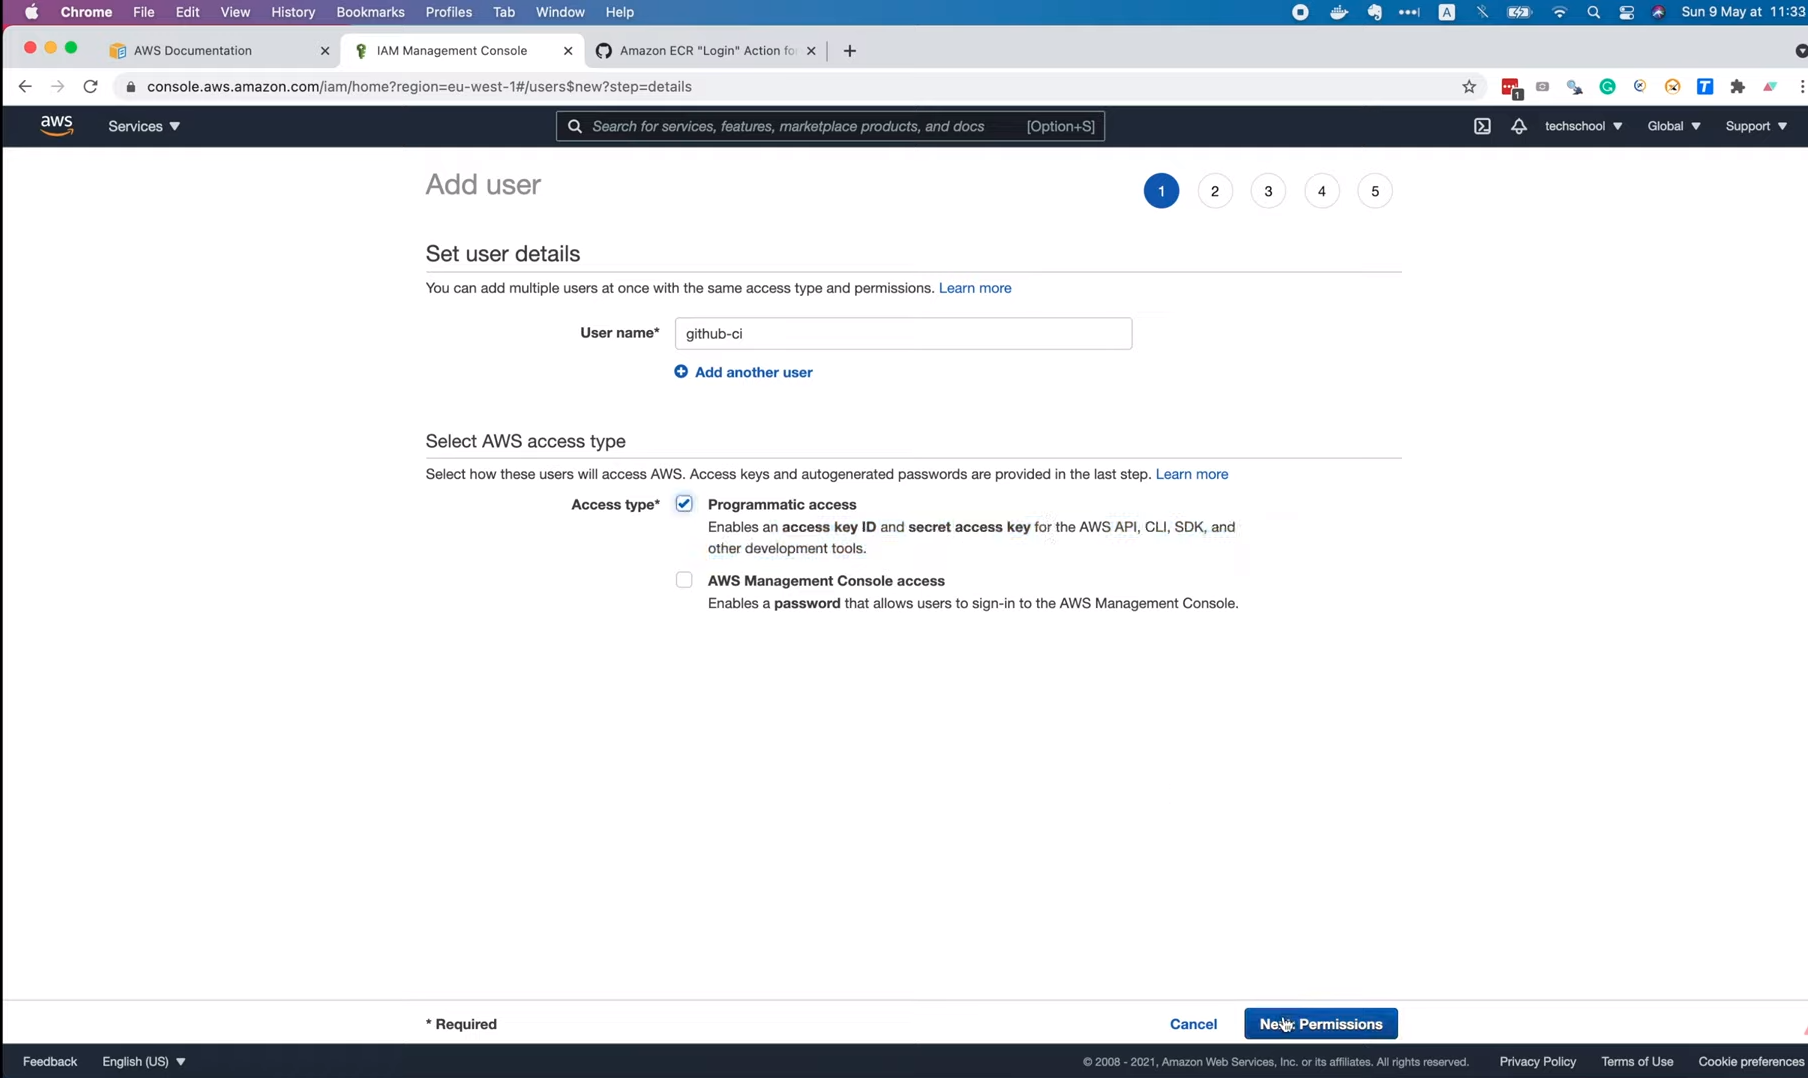 Chrome File Edit View History Bookmarks Profiles Tab Window Help A Sun 9 May at 11:33
AWS Documentation IAM Management Console Amazon ECR "Login" Action fo
console.aws.amazon.com/iam/home?region=eu-west-1#/users$new?step=details 1
aws Services Search for services, features, marketplace products, and docs [Option+S] techschool Global Support
Add user 1 2 3 4 5
Set user details
You can add multiple users at once with the same access type and permissions. Learn more
User name* github-ci
Add another user
Select AWS access type
Select how these users will access AWS. Access keys and autogenerated passwords are provided in the last step. Learn more
Access type* Programmatic access
Enables an access key ID and secret access key for the AWS API, CLI, SDK, and
other development tools.
AWS Management Console access
Enables a password that allows users to sign-in to the AWS Management Console.
* Required Cancel Next: Permissions
Feedback English (US) © 2008 - 2021, Amazon Web Services, Inc. or its affiliates. All rights reserved. Privacy Policy Terms of Use Cookie preferences